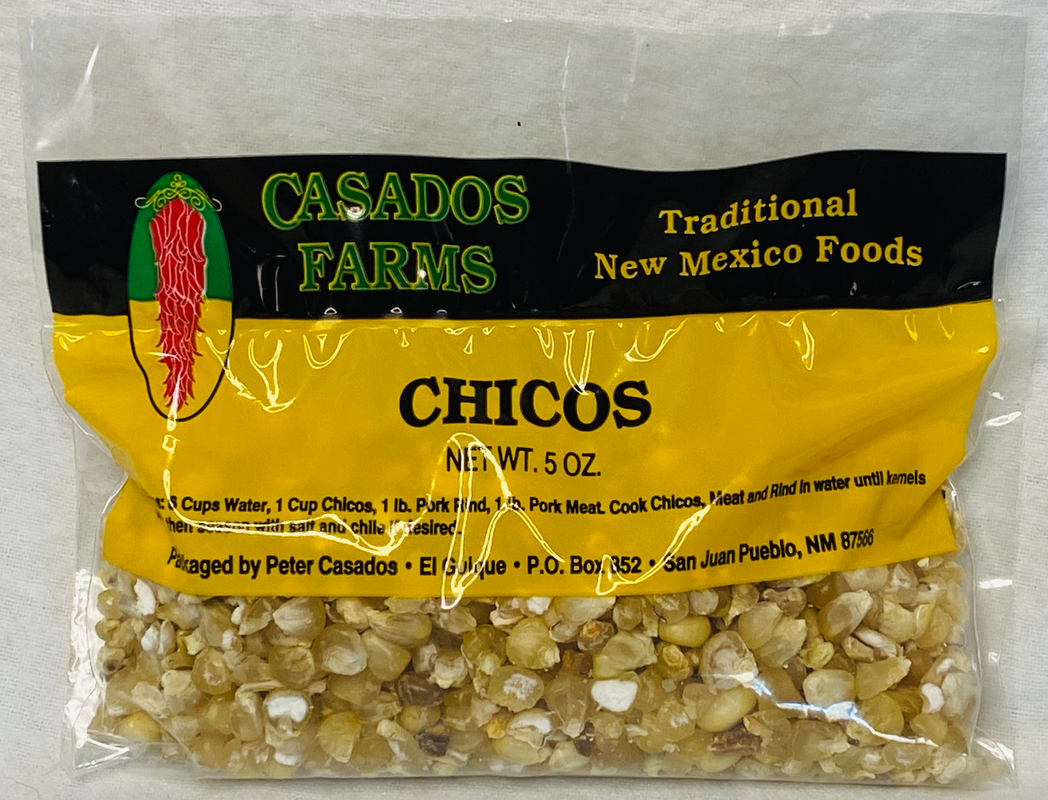 CASADOS
FARMS
Traditional
New Mexico Foods
CHICOS
NET WT. 5 OZ.
Cups Water, 1 Cup Chicos, 1 lb. Pork Rind, 1 lb. Pork Meat. Cook Chicos, Meat and Rind in water until kernels
then season with salt and chile if desired.
Packaged by Peter Casados • El Guique • P.O. Box 852 • San Juan Pueblo, NM 87566